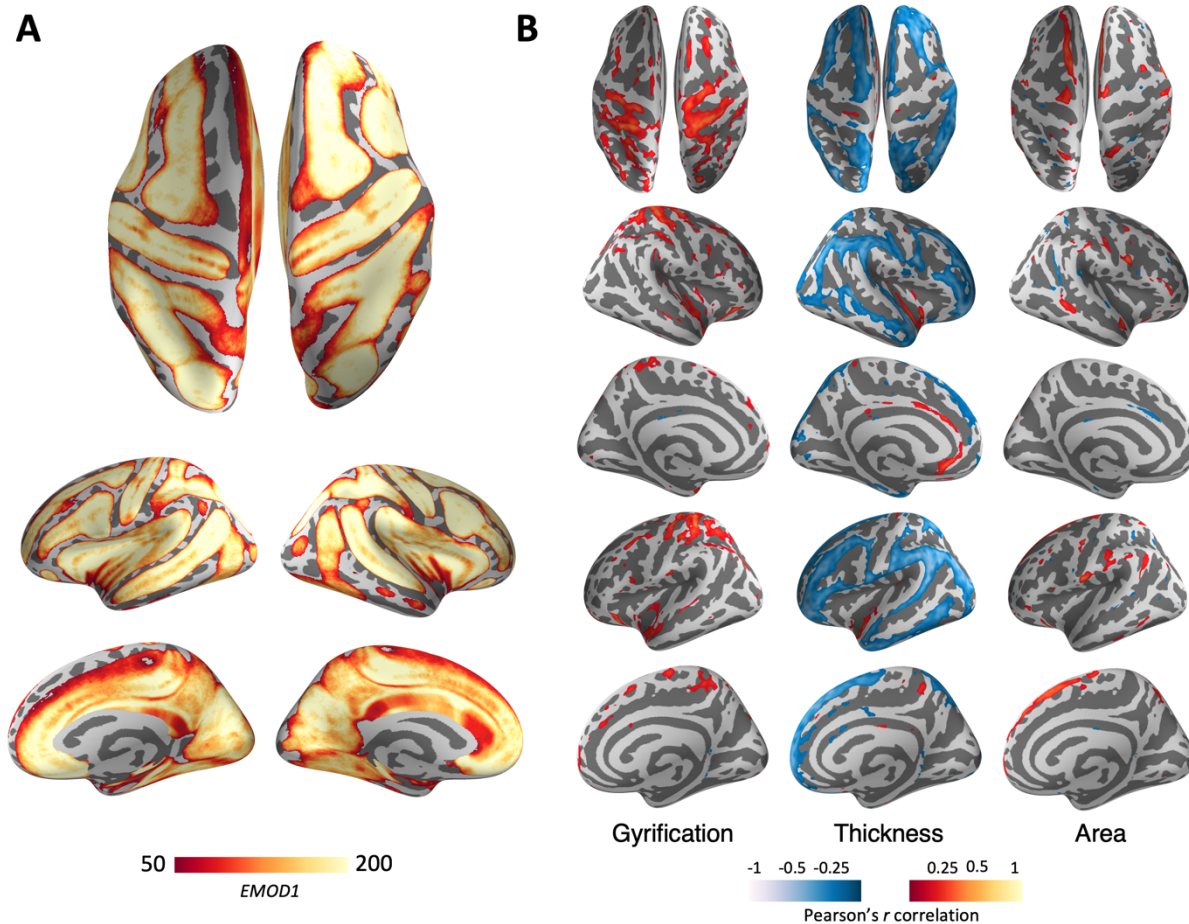 A
B
50 200
EMOD1
Gyrification Thickness Area
-1 -0.5 -0.25 0.25 0.5 1
Pearson's r correlation